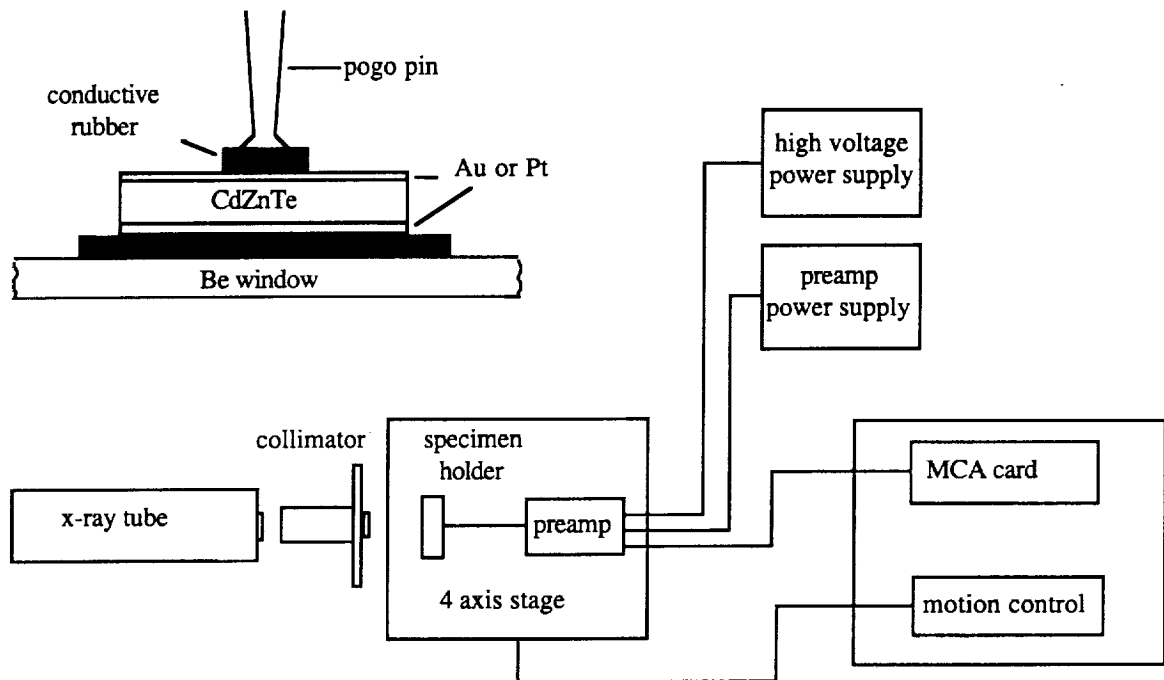 pogo pin
conductive
rubber
Au or Pt
CdZnTe
Be window
high voltage
power supply
preamp
power supply
collimator
specimen
holder
MCA card
x-ray tube
preamp
4 axis stage
motion control